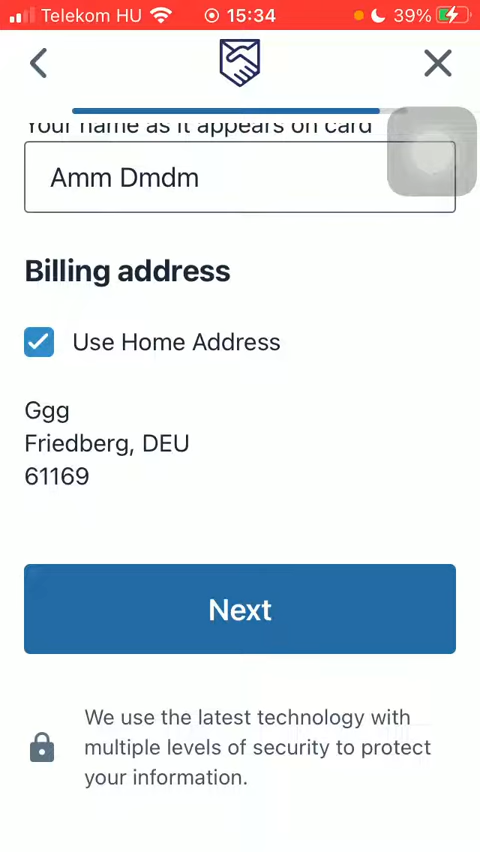 Telekom HU 15:34 39%
Your name as it appears on card
Amm Dmdm
Billing address
Use Home Address
Ggg
Friedberg, DEU
61169
Next
We use the latest technology with
multiple levels of security to protect
your information.